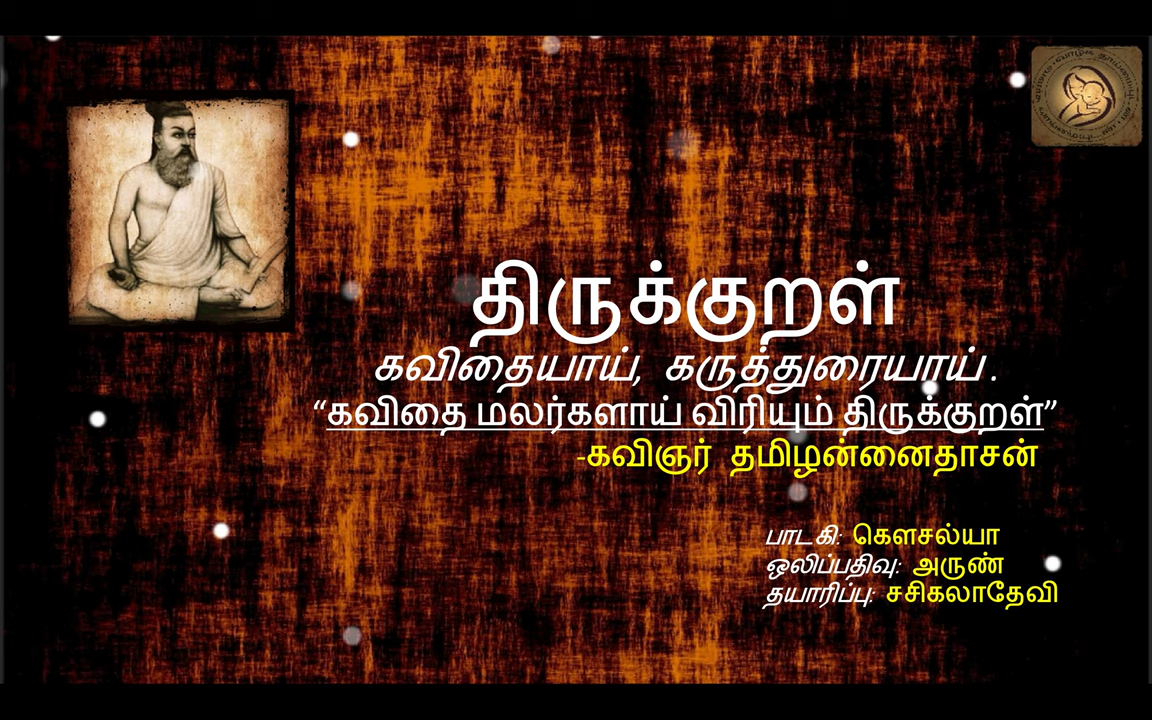 திருக்குறள்
கவிதையாய், கருத்துரையாய் .
“கவிதை மலர்களாய் விரியும் திருக்குறள்”
-கவிஞர் தமிழன்னைதாசன்
பாடகி: கௌசல்யா
ஒலிப்பதிவு: அருண்
தயாரிப்பு: சசிகலாதேவி